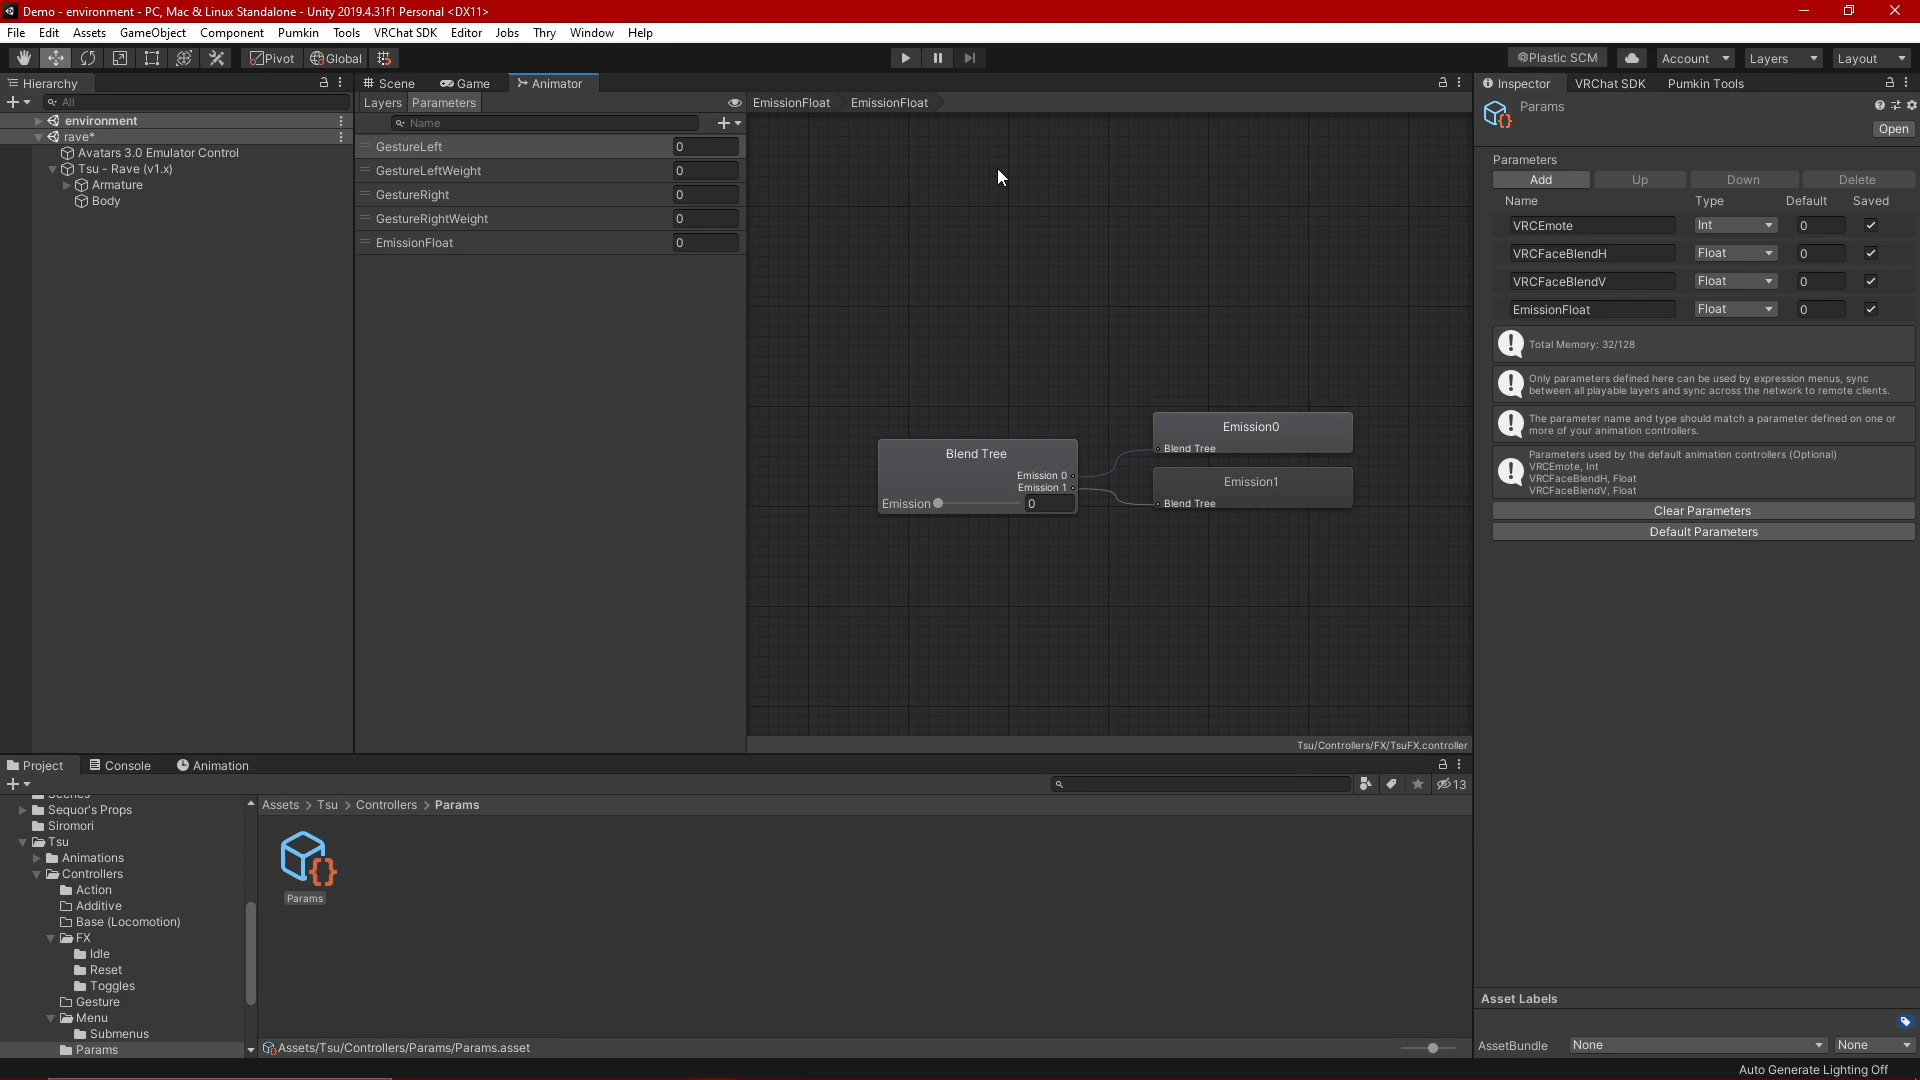 Demo - environment - PC, Mac & Linux Standalone - Unity 2019.4.31f1 Personal <DX11>
File Edit Assets GameObject Component Pumkin Tools VRChat SDK Editor Jobs Thry Window Help
Pivot Global
Plastic SCM Account Layers Layout
Hierarchy
All
environment
rave*
Avatars 3.0 Emulator Control
Tsu - Rave (v1.x)
Armature
Body
Scene Game Animator
Layers Parameters
EmissionFloat EmissionFloat
Name
GestureLeft 0
GestureLeftWeight 0
GestureRight 0
GestureRightWeight 0
EmissionFloat 0
Blend Tree
Emission 0
Emission 1
Emission 0
Emission0
Blend Tree
Emission1
Blend Tree
Tsu/Controllers/FX/TsuFX.controller
Inspector VRChat SDK Pumkin Tools
Params
Open
Parameters
Add Up Down Delete
Name Type Default Saved
VRCEmote Int 0
VRCFaceBlendH Float 0
VRCFaceBlendV Float 0
EmissionFloat Float 0
Total Memory: 32/128
Only parameters defined here can be used by expression menus, sync
between all playable layers and sync across the network to remote clients.
The parameter name and type should match a parameter defined on one or
more of your animation controllers.
Parameters used by the default animation controllers (Optional)
VRCEmote, Int
VRCFaceBlendH, Float
VRCFaceBlendV, Float
Clear Parameters
Default Parameters
Asset Labels
AssetBundle None None
Project Console Animation
13
Scenes
Sequor's Props
Siromori
Tsu
Animations
Controllers
Action
Additive
Base (Locomotion)
FX
Idle
Reset
Toggles
Gesture
Menu
Submenus
Params
Assets > Tsu > Controllers > Params
Params
Assets/Tsu/Controllers/Params/Params.asset
Auto Generate Lighting Off